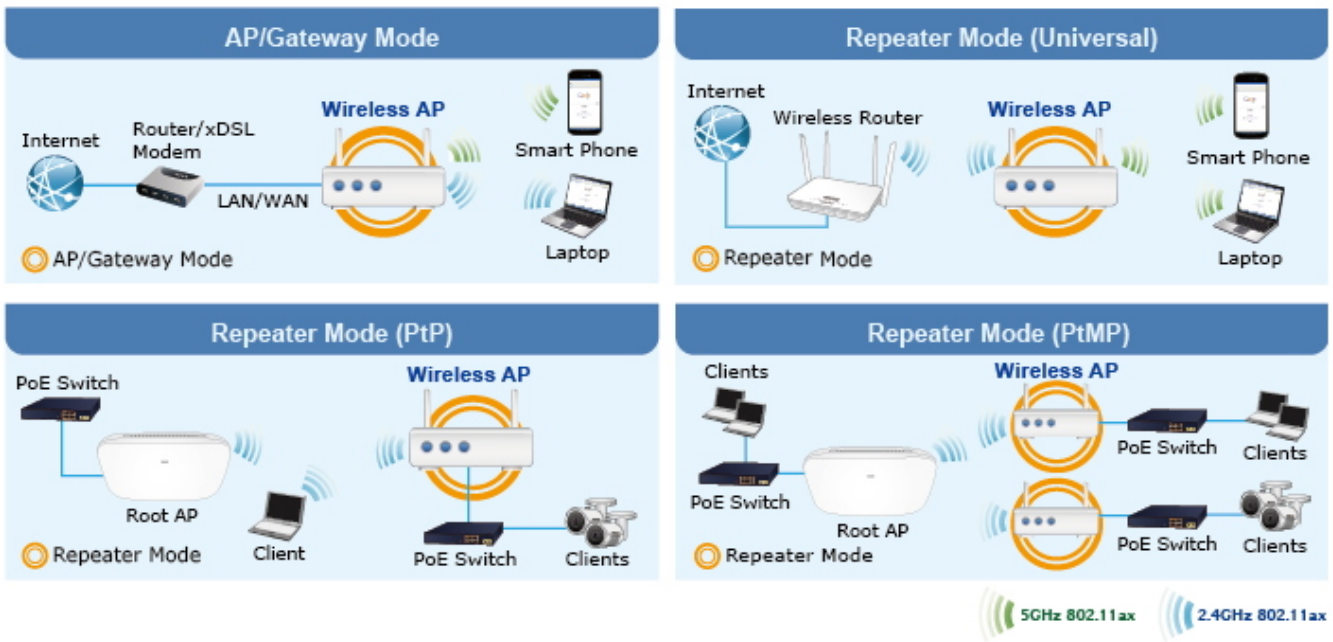 AP/Gateway Mode
Internet
Router/xDSL
Modem
LAN/WAN
Wireless AP
Smart Phone
Laptop
AP/Gateway Mode
Repeater Mode (Universal)
Internet
Wireless Router
Wireless AP
Smart Phone
Laptop
Repeater Mode
Repeater Mode (PtP)
PoE Switch
Root AP
Client
Wireless AP
PoE Switch
Clients
Repeater Mode
Repeater Mode (PtMP)
Clients
PoE Switch
Root AP
Wireless AP
PoE Switch
Clients
PoE Switch
Clients
Repeater Mode
5GHz 802.11ax
2.4GHz 802.11ax